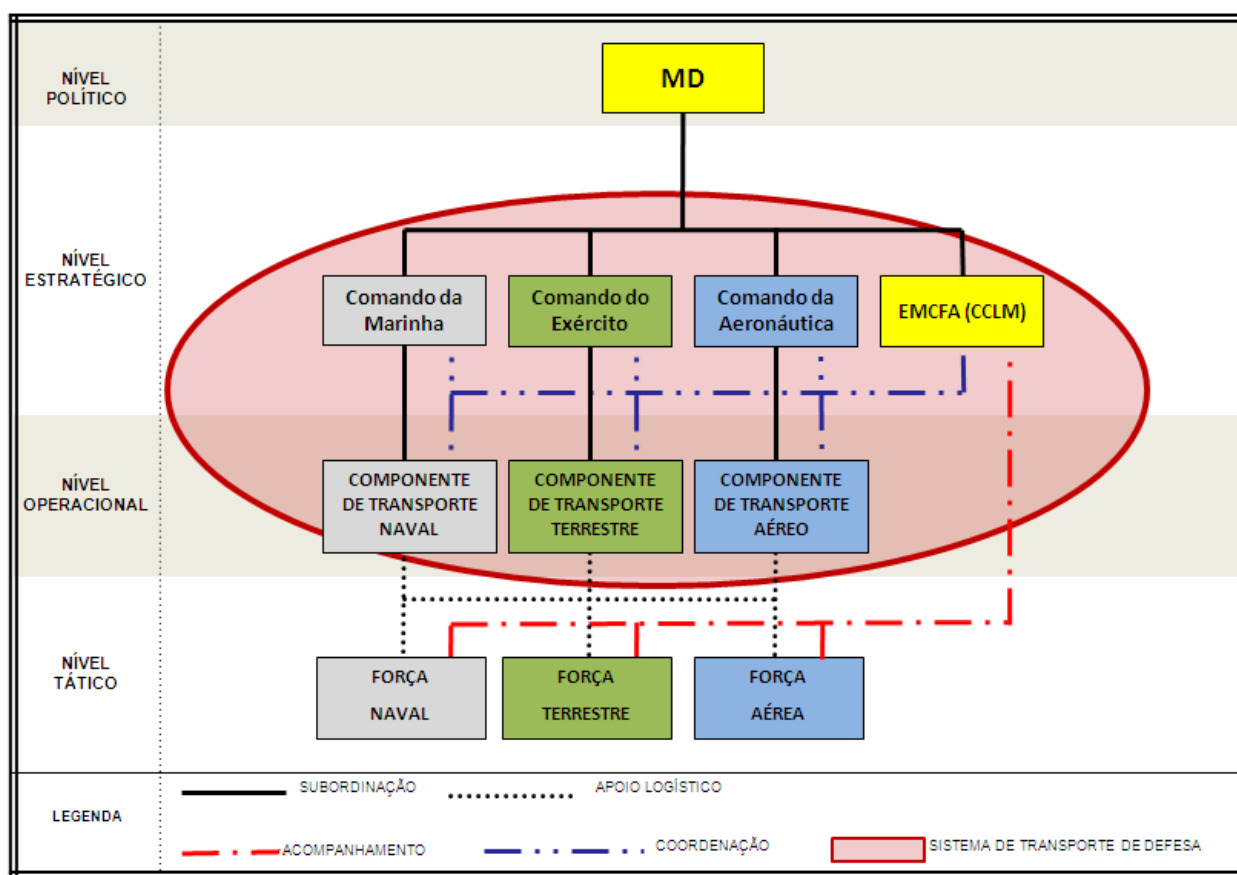 NÍVEL
POLÍTICO
MD
NÍVEL
ESTRATÉGICO
Comando da
Marinha
Comando do
Exército
Comando da
Aeronáutica
EMCFA (CCLM)
NÍVEL
OPERACIONAL
COMPONENTE
DE TRANSPORTE
NAVAL
COMPONENTE
DE TRANSPORTE
TERRESTRE
COMPONENTE
DE TRANSPORTE
AÉREO
NÍVEL
TÁTICO
FORÇA
NAVAL
FORÇA
TERRESTRE
FORÇA
AÉREA
LEGENDA
SUBORDINAÇÃO
APOIO LOGÍSTICO
ACOMPANHAMENTO
COORDENAÇÃO
SISTEMA DE TRANSPORTE DE DEFESA